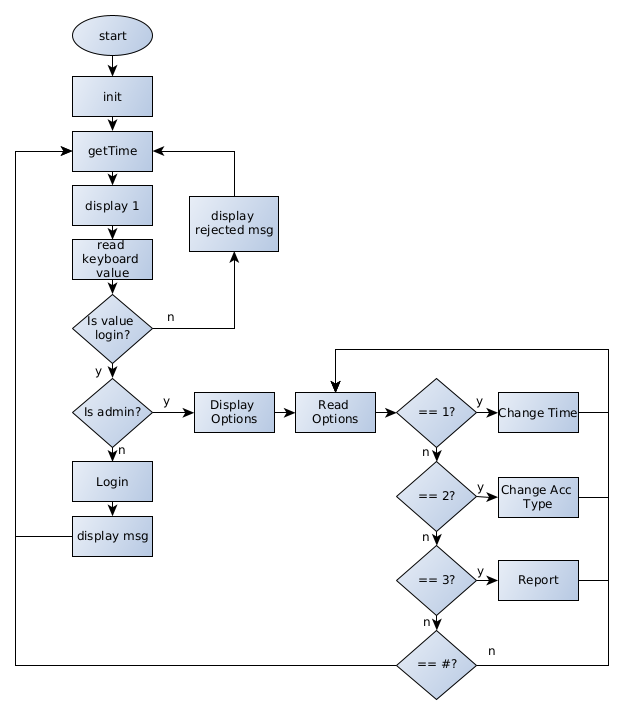 start
init
getTime
display 1
display
rejected msg
read
keyboard
value
Is value
login?
n
y
Is admin?
y
Display
Options
Read
Options
== 1?
y
Change Time
n
n
Login
== 2?
y
Change Acc
Type
display msg
n
== 3?
y
Report
n
== #?
n